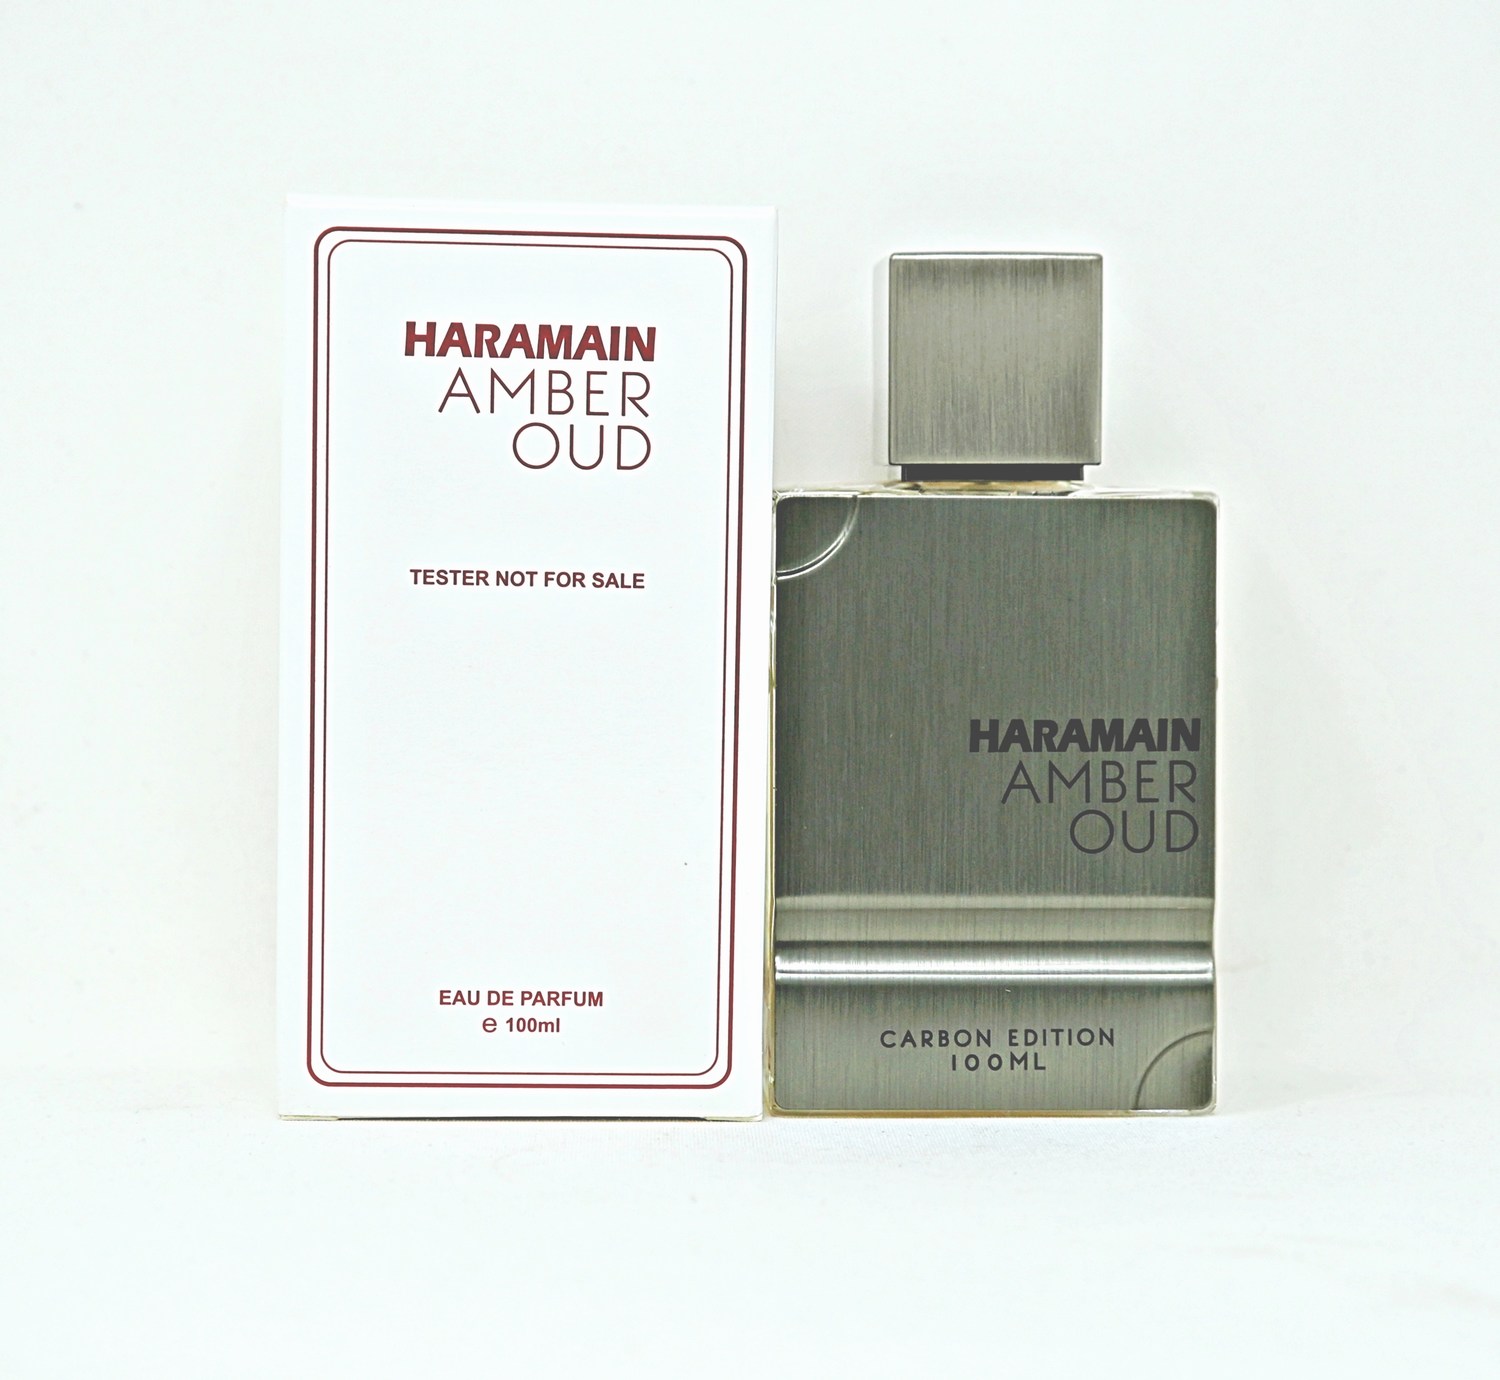 HARAMAIN
AMBER
OUD
TESTER NOT FOR SALE
EAU DE PARFUM
℮ 100ml
HARAMAIN
AMBER
OUD
CARBON EDITION
100ML